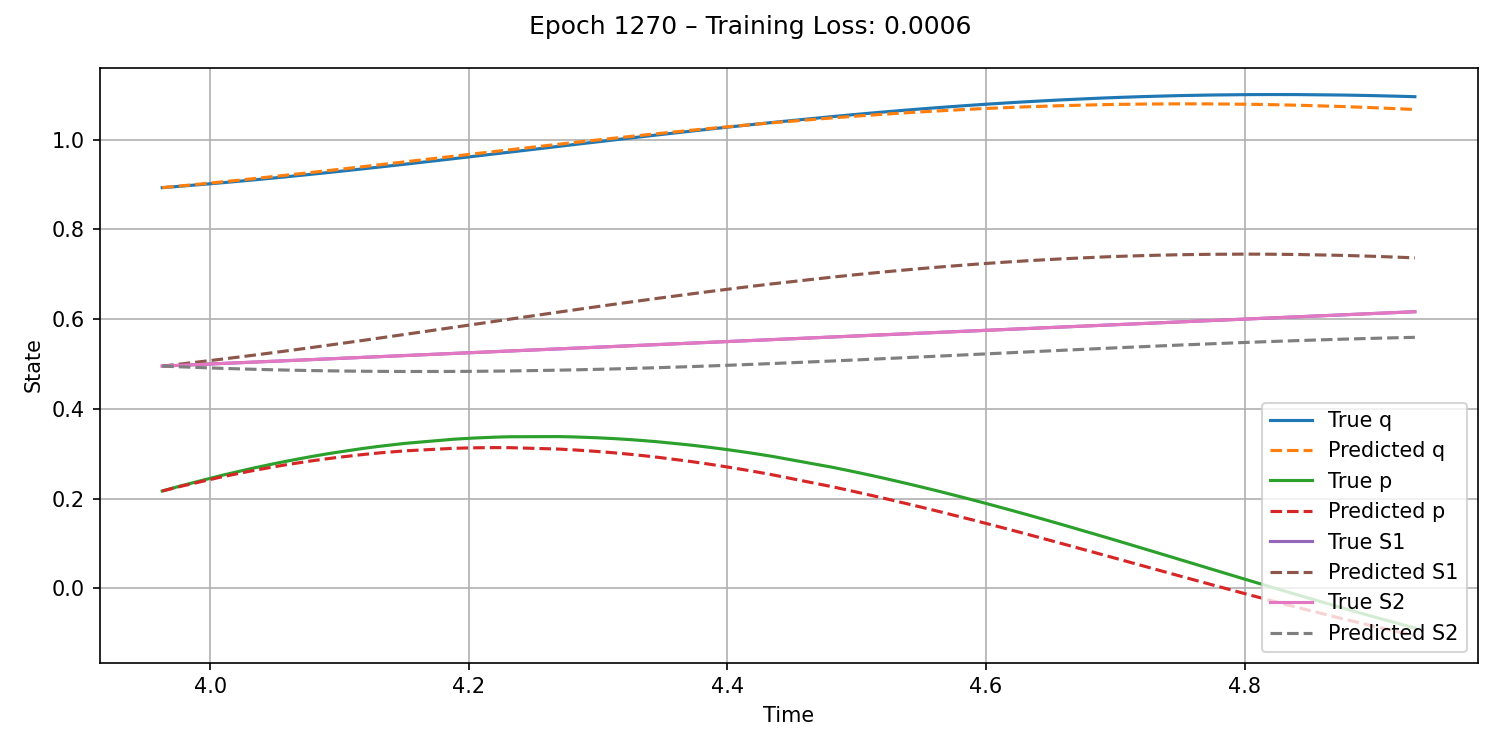 Epoch 1270 – Training Loss: 0.0006
State
1.0
0.8
0.6
0.4
0.2
0.0
True q
Predicted q
True p
Predicted p
True S1
Predicted S1
True S2
Predicted S2
4.0 4.2 4.4 4.6 4.8
Time